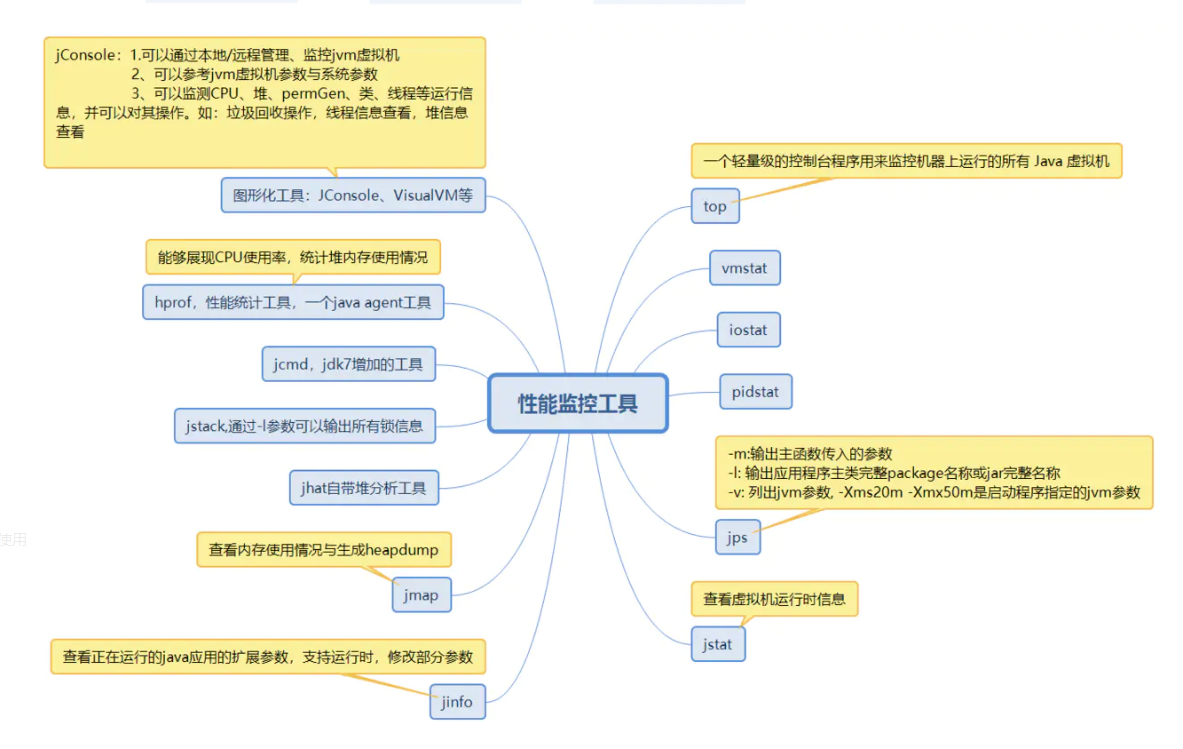 jConsole：1.可以通过本地/远程管理、监控jvm虚拟机
2、可以参考jvm虚拟机参数与系统参数
3、可以监测CPU、堆、permGen、类、线程等运行信
息，并可以对其操作。如：垃圾回收操作，线程信息查看，堆信息
查看
图形化工具：JConsole、VisualVM等
能够展现CPU使用率，统计堆内存使用情况
hprof，性能统计工具，一个java agent工具
jcmd，jdk7增加的工具
jstack,通过-l参数可以输出所有锁信息
jhat自带堆分析工具
查看内存使用情况与生成heapdump
jmap
查看正在运行的java应用的扩展参数，支持运行时，修改部分参数
jinfo
性能监控工具
一个轻量级的控制台程序用来监控机器上运行的所有 Java 虚拟机
top
vmstat
iostat
pidstat
-m:输出主函数传入的参数
-l: 输出应用程序主类完整package名称或jar完整名称
-v: 列出jvm参数, -Xms20m -Xmx50m是启动程序指定的jvm参数
jps
查看虚拟机运行时信息
jstat
使用